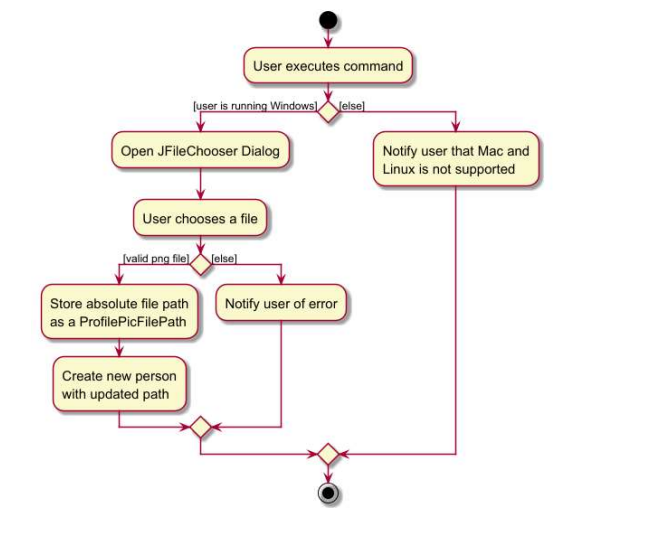 User executes command
[user is running Windows]
[else]
Open JFileChooser Dialog
Notify user that Mac and
Linux is not supported
User chooses a file
[valid png file]
[else]
Store absolute file path
as a ProfilePicFilePath
Notify user of error
Create new person
with updated path